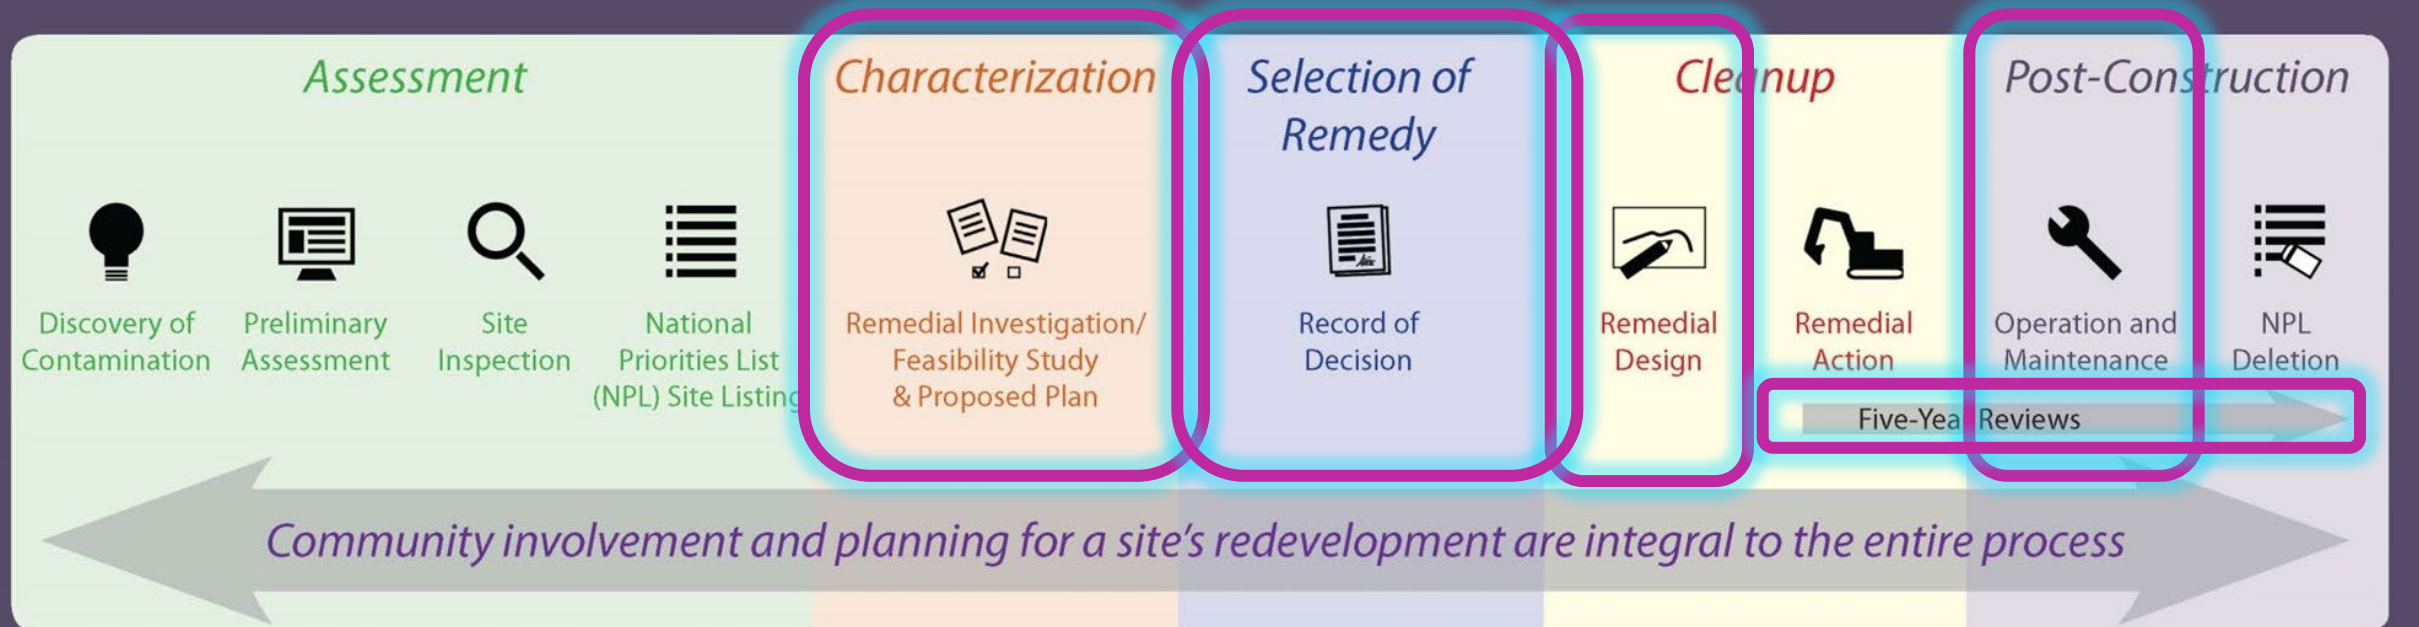 Assessment
Characterization
Selection of
Remedy
Cleanup
Post-Construction
Discovery of
Contamination
Preliminary
Assessment
Site
Inspection
National
Priorities List
(NPL) Site Listing
Remedial Investigation/
Feasibility Study
& Proposed Plan
Record of
Decision
Remedial
Design
Remedial
Action
Operation and
Maintenance
NPL
Deletion
Five-Year Reviews
Community involvement and planning for a site's redevelopment are integral to the entire process